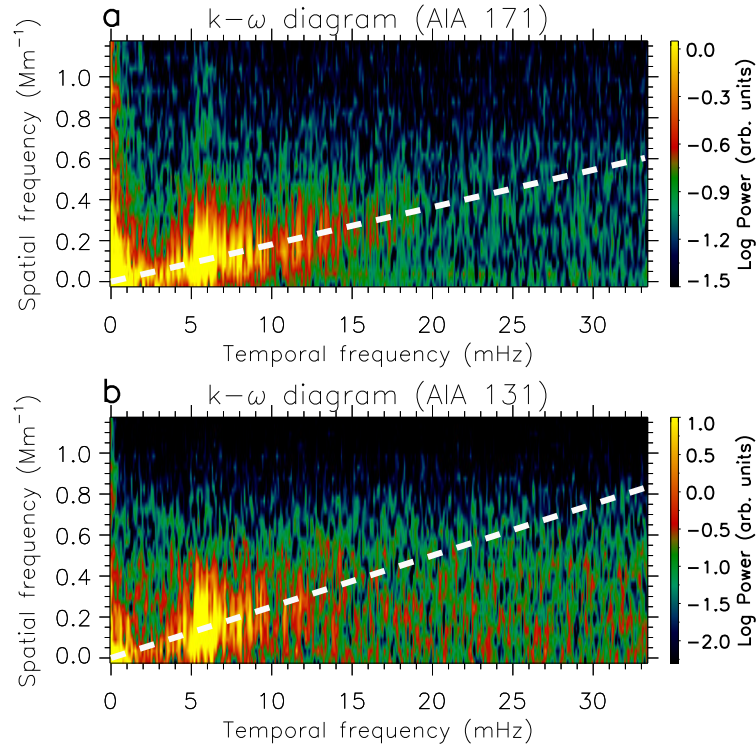 a
k−ω diagram (AIA 171)
Spatial frequency (Mm⁻¹)
1.0
0.8
0.6
0.4
0.2
0.0
0 5 10 15 20 25 30
Temporal frequency (mHz)
0.0
−0.3
−0.6
−0.9
−1.2
−1.5
Log Power (arb. units)
b
k−ω diagram (AIA 131)
Spatial frequency (Mm⁻¹)
1.0
0.8
0.6
0.4
0.2
0.0
0 5 10 15 20 25 30
Temporal frequency (mHz)
1.0
0.5
0.0
−0.5
−1.0
−1.5
−2.0
Log Power (arb. units)